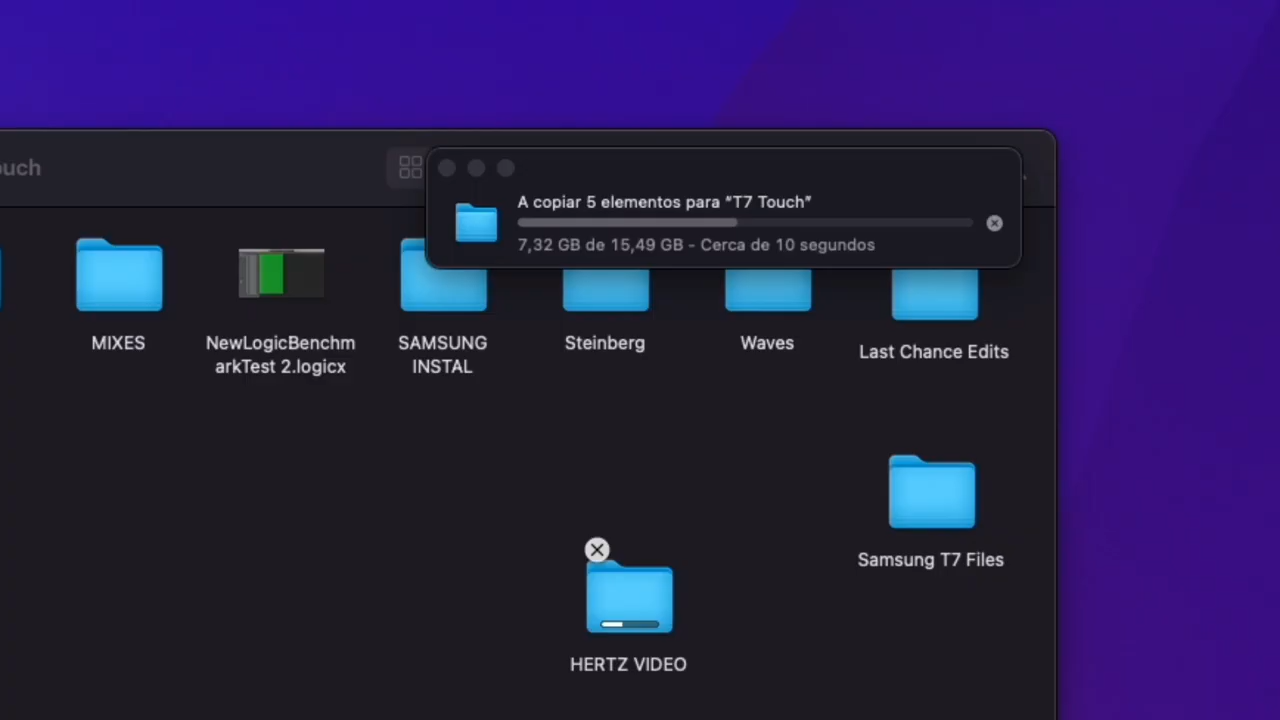 ouch
A copiar 5 elementos para “T7 Touch”
7,32 GB de 15,49 GB - Cerca de 10 segundos
MIXES
NewLogicBenchm
arkTest 2.logicx
SAMSUNG
INSTAL
Steinberg
Waves
Last Chance Edits
Samsung T7 Files
HERTZ VIDEO